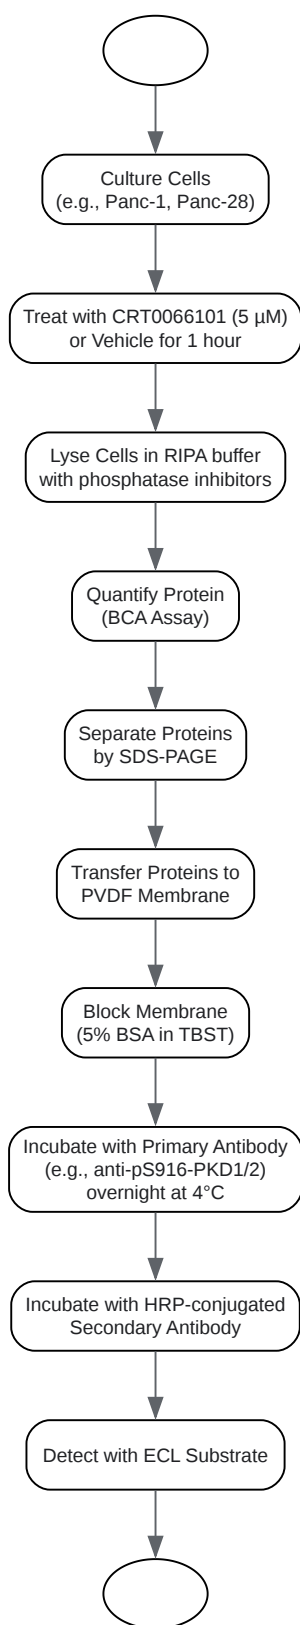 Culture Cells
(e.g., Panc-1, Panc-28)
Treat with CRT0066101 (5 µM)
or Vehicle for 1 hour
Lyse Cells in RIPA buffer
with phosphatase inhibitors
Quantify Protein
(BCA Assay)
Separate Proteins
by SDS-PAGE
Transfer Proteins to
PVDF Membrane
Block Membrane
(5% BSA in TBST)
Incubate with Primary Antibody
(e.g., anti-pS916-PKD1/2)
overnight at 4°C
Incubate with HRP-conjugated
Secondary Antibody
Detect with ECL Substrate